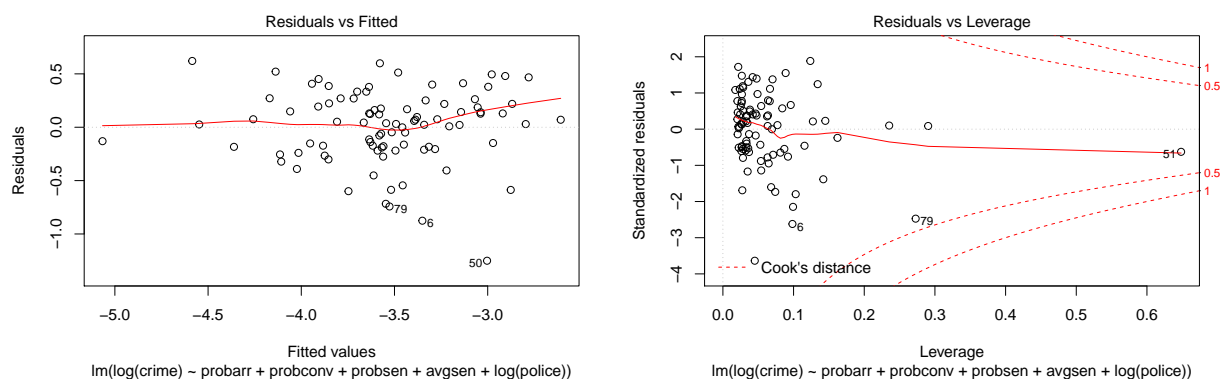 Residuals vs Fitted
Residuals
0.5
0.0
−0.5
−1.0
79
6
50
−5.0 −4.5 −4.0 −3.5 −3.0
Fitted values
lm(log(crime) ~ probarr + probconv + probsen + avgsen + log(police))
Residuals vs Leverage
Standardized residuals
2
1
0
−1
−2
−3
−4
1
0.5
51
0.5
1
79
6
Cook's distance
0.0 0.1 0.2 0.3 0.4 0.5 0.6
Leverage
lm(log(crime) ~ probarr + probconv + probsen + avgsen + log(police))